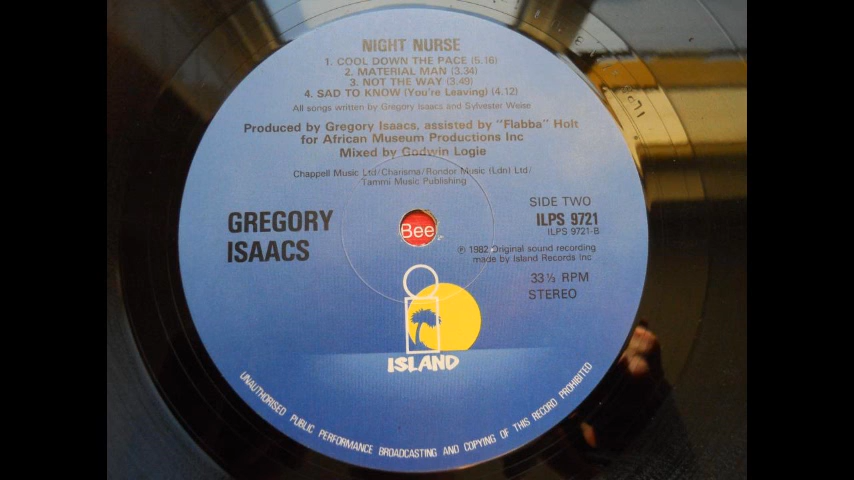 NIGHT NURSE
1. COOL DOWN THE PACE (5.16)
2. MATERIAL MAN (3.34)
3. NOT THE WAY (3.49)
4. SAD TO KNOW (You're Leaving) (4.12)
All songs written by Gregory Isaacs and Sylvester Weise
Produced by Gregory Isaacs, assisted by "Flabba" Holt
for African Museum Productions Inc
Mixed by Godwin Logie
Chappell Music Ltd/Charisma/Rondor Music (Ldn) Ltd/
Tammi Music Publishing
GREGORY
ISAACS
Bee
SIDE TWO
ILPS 9721
ILPS 9721-B
℗ 1982 Original sound recording
made by Island Records Inc
33⅓ RPM
STEREO
ISLAND
UNAUTHORISED PUBLIC PERFORMANCE BROADCASTING AND COPYING OF THIS RECORD PROHIBITED